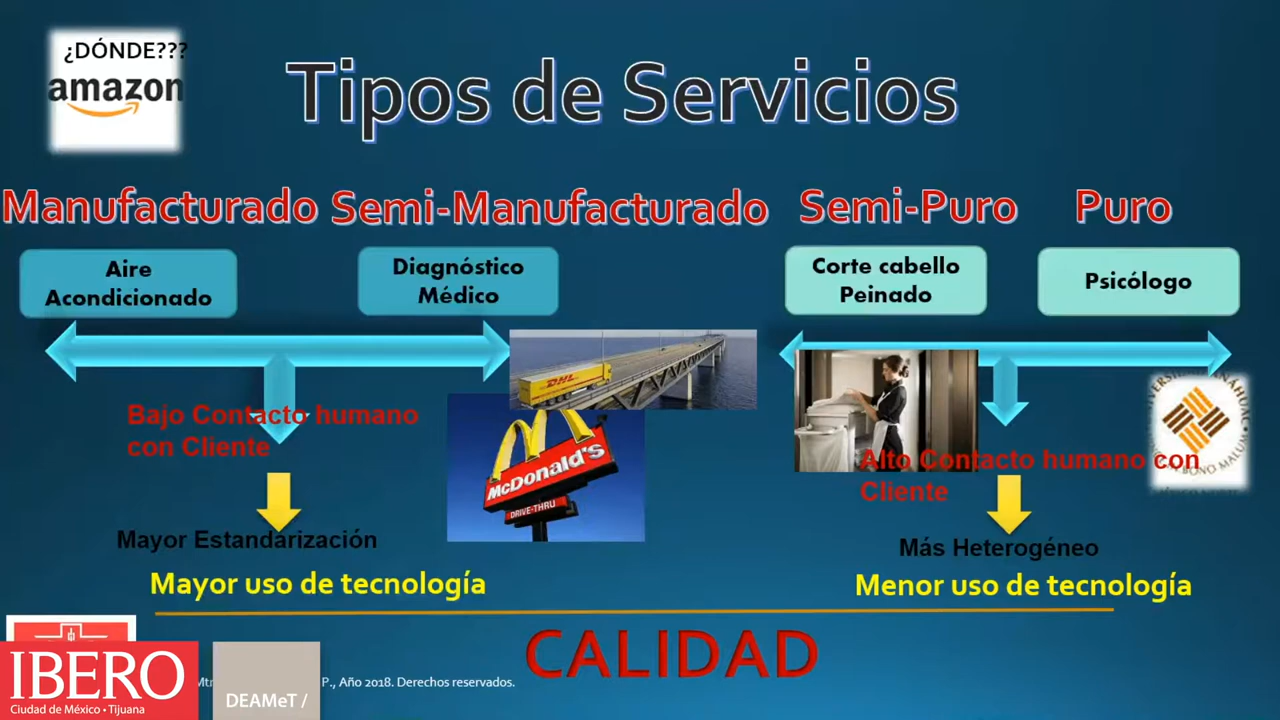 ¿DÓNDE???
amazon
Tipos de Servicios
Manufacturado
Semi-Manufacturado
Semi-Puro
Puro
Aire
Acondicionado
Diagnóstico
Médico
Corte cabello
Peinado
Psicólogo
DHL
Bajo Contacto humano
con Cliente
McDonald's
DRIVE-THRU
Alto Contacto humano con
Cliente
BONO MALUM
Mayor Estandarización
Más Heterogéneo
Mayor uso de tecnología
Menor uso de tecnología
CALIDAD
P., Año 2018. Derechos reservados.
IBERO
Ciudad de México • Tijuana
DEAMeT /